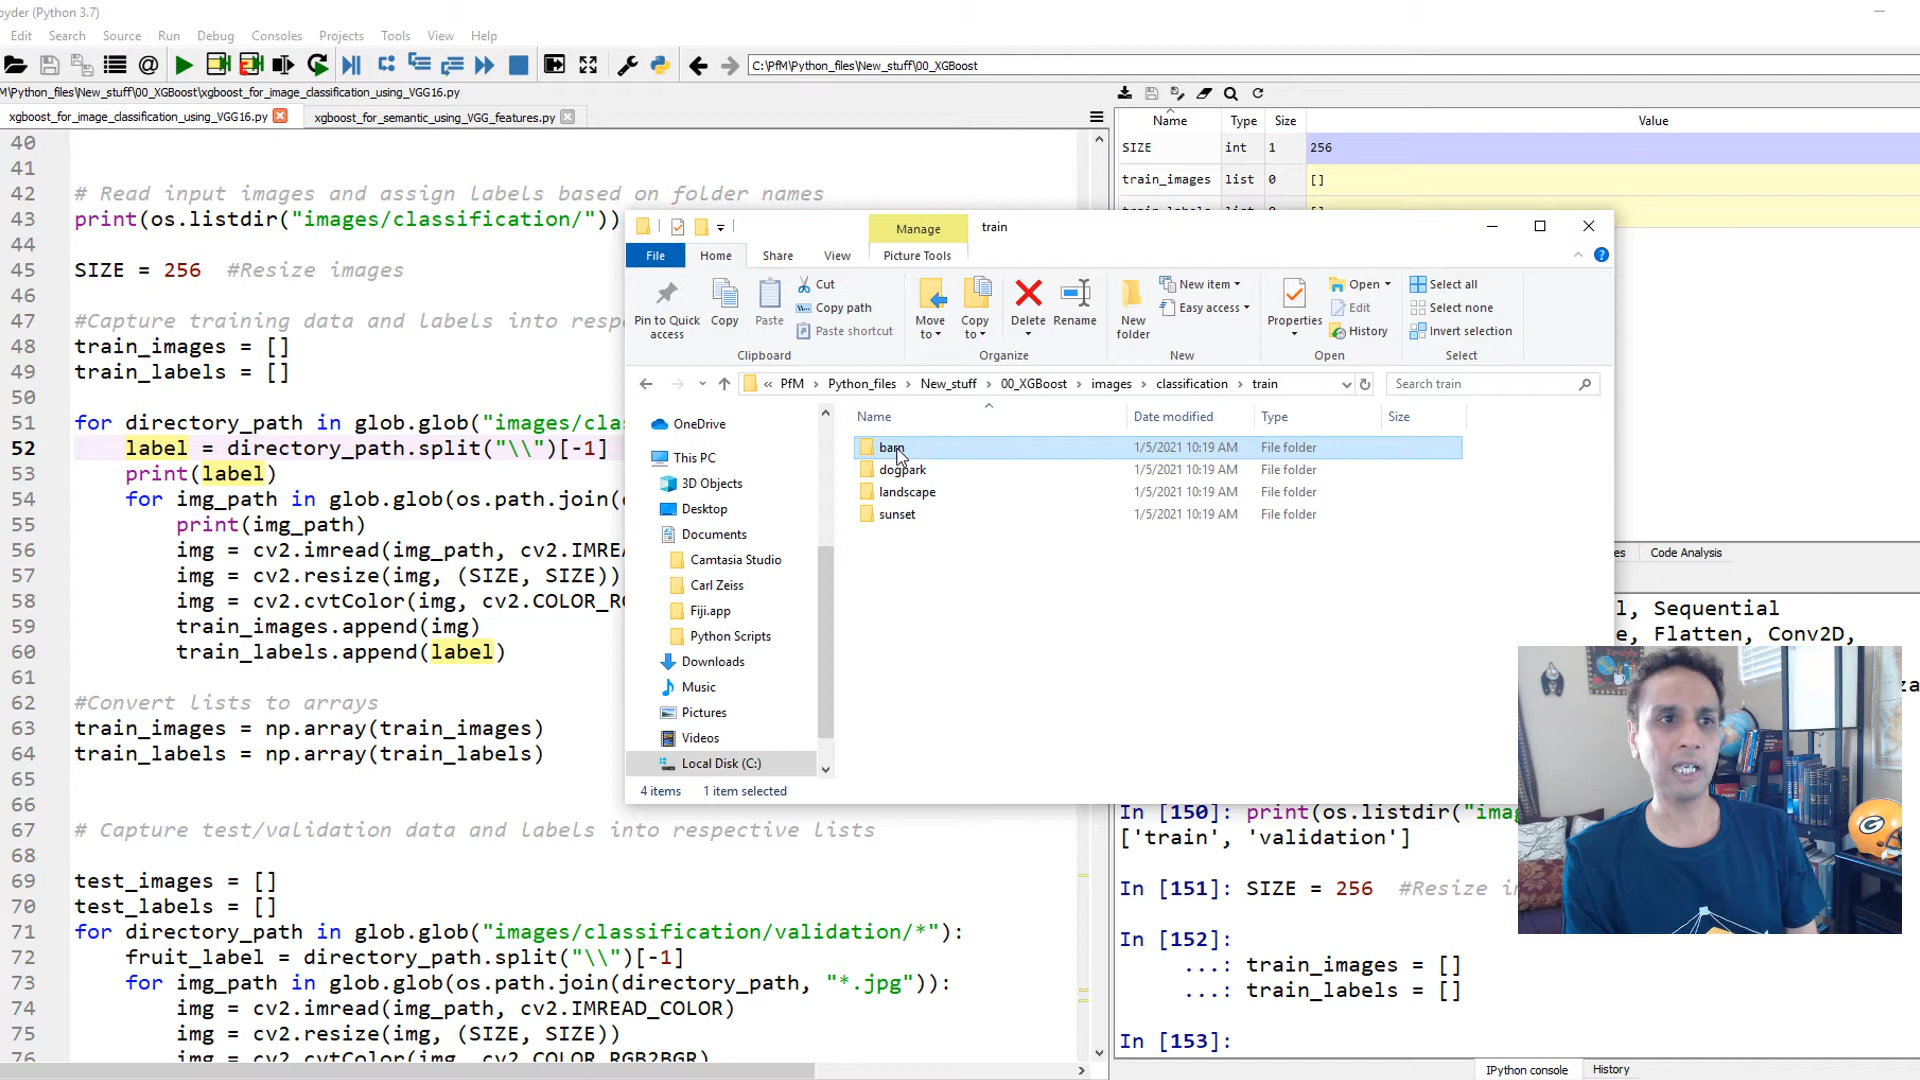 pyder (Python 3.7)
Edit Search Source Run Debug Consoles Projects Tools View Help
C:\PfM\Python_files\New_stuff\00_XGBoost
M\Python_files\New_stuff\00_XGBoost\xgboost_for_image_classification_using_VGG16.py
xgboost_for_image_classification_using_VGG16.py
xgboost_for_semantic_using_VGG_features.py
40
41
42 # Read input images and assign labels based on folder names
43 print(os.listdir("images/classification/"))
44
45 SIZE = 256 #Resize images
46
47 #Capture training data and labels into resp
48 train_images = []
49 train_labels = []
50
51 for directory_path in glob.glob("images/cla
52 label = directory_path.split("\\")[-1]
53 print(label)
54 for img_path in glob.glob(os.path.join(
55 print(img_path)
56 img = cv2.imread(img_path, cv2.IMRE
57 img = cv2.resize(img, (SIZE, SIZE))
58 img = cv2.cvtColor(img, cv2.COLOR_R
59 train_images.append(img)
60 train_labels.append(label)
61
62 #Convert lists to arrays
63 train_images = np.array(train_images)
64 train_labels = np.array(train_labels)
65
66
67 # Capture test/validation data and labels into respective lists
68
69 test_images = []
70 test_labels = []
71 for directory_path in glob.glob("images/classification/validation/*"):
72 fruit_label = directory_path.split("\\")[-1]
73 for img_path in glob.glob(os.path.join(directory_path, "*.jpg")):
74 img = cv2.imread(img_path, cv2.IMREAD_COLOR)
75 img = cv2.resize(img, (SIZE, SIZE))
76 img = cv2.cvtColor(img, cv2.COLOR_RGB2BGR)
Name Type Size Value
SIZE int 1 256
train_images list 0 []
train_labels list 0 []
Manage train
File Home Share View Picture Tools
Pin to Quick access
Copy
Paste
Cut
Copy path
Paste shortcut
Move to
Copy to
Delete
Rename
New folder
New item
Easy access
Properties
Open
Edit
History
Select all
Select none
Invert selection
Clipboard Organize New Open Select
« PfM Python_files New_stuff 00_XGBoost images classification train
Search train
Name Date modified Type Size
barn 1/5/2021 10:19 AM File folder
dogpark 1/5/2021 10:19 AM File folder
landscape 1/5/2021 10:19 AM File folder
sunset 1/5/2021 10:19 AM File folder
OneDrive
This PC
3D Objects
Desktop
Documents
Camtasia Studio
Carl Zeiss
Fiji.app
Python Scripts
Downloads
Music
Pictures
Videos
Local Disk (C:)
4 items 1 item selected
es Code Analysis
l, Sequential
e, Flatten, Conv2D,
za
In [150]: print(os.listdir("imag
['train', 'validation']
In [151]: SIZE = 256 #Resize i
In [152]:
...: train_images = []
...: train_labels = []
In [153]:
IPython console History